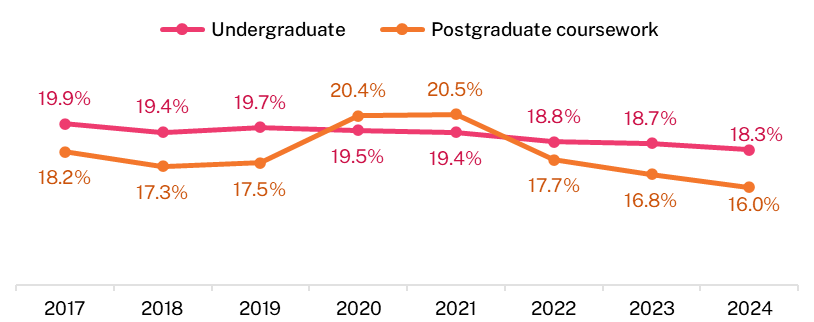 Undergraduate Postgraduate coursework
20.4% 20.5%
19.9% 19.4% 19.7% 18.8% 18.7% 18.3%
19.5% 19.4%
18.2% 17.3% 17.5% 17.7% 16.8% 16.0%
2017 2018 2019 2020 2021 2022 2023 2024